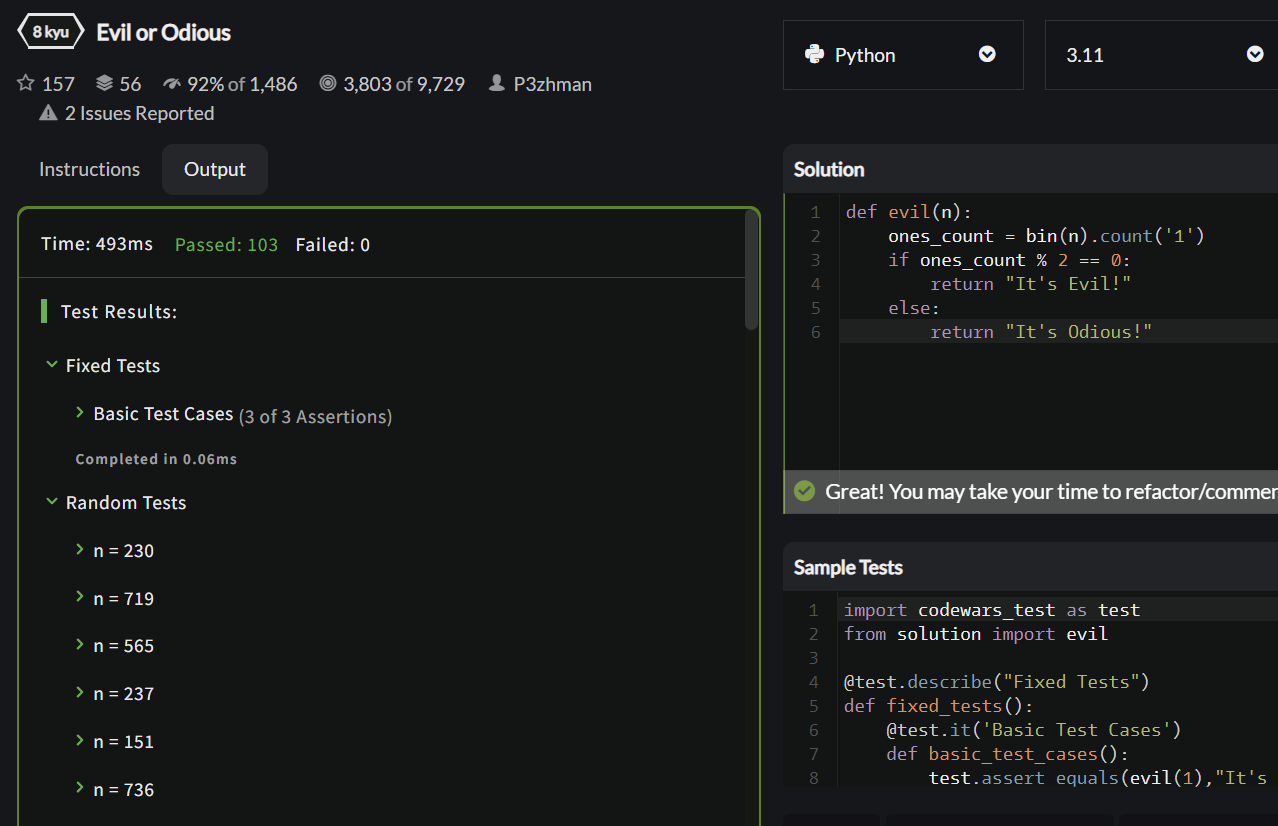 8 kyu Evil or Odious
157 56 92% of 1,486 3,803 of 9,729 P3zhman
2 Issues Reported
Instructions Output
Time: 493ms Passed: 103 Failed: 0
Test Results:
Fixed Tests
Basic Test Cases (3 of 3 Assertions)
Completed in 0.06ms
Random Tests
n = 230
n = 719
n = 565
n = 237
n = 151
n = 736
Python 3.11
Solution
1 def evil(n):
2 ones_count = bin(n).count('1')
3 if ones_count % 2 == 0:
4 return "It's Evil!"
5 else:
6 return "It's Odious!"
Great! You may take your time to refactor/commen
Sample Tests
1 import codewars_test as test
2 from solution import evil
3
4 @test.describe("Fixed Tests")
5 def fixed_tests():
6 @test.it('Basic Test Cases')
7 def basic_test_cases():
8 test.assert_equals(evil(1),"It's